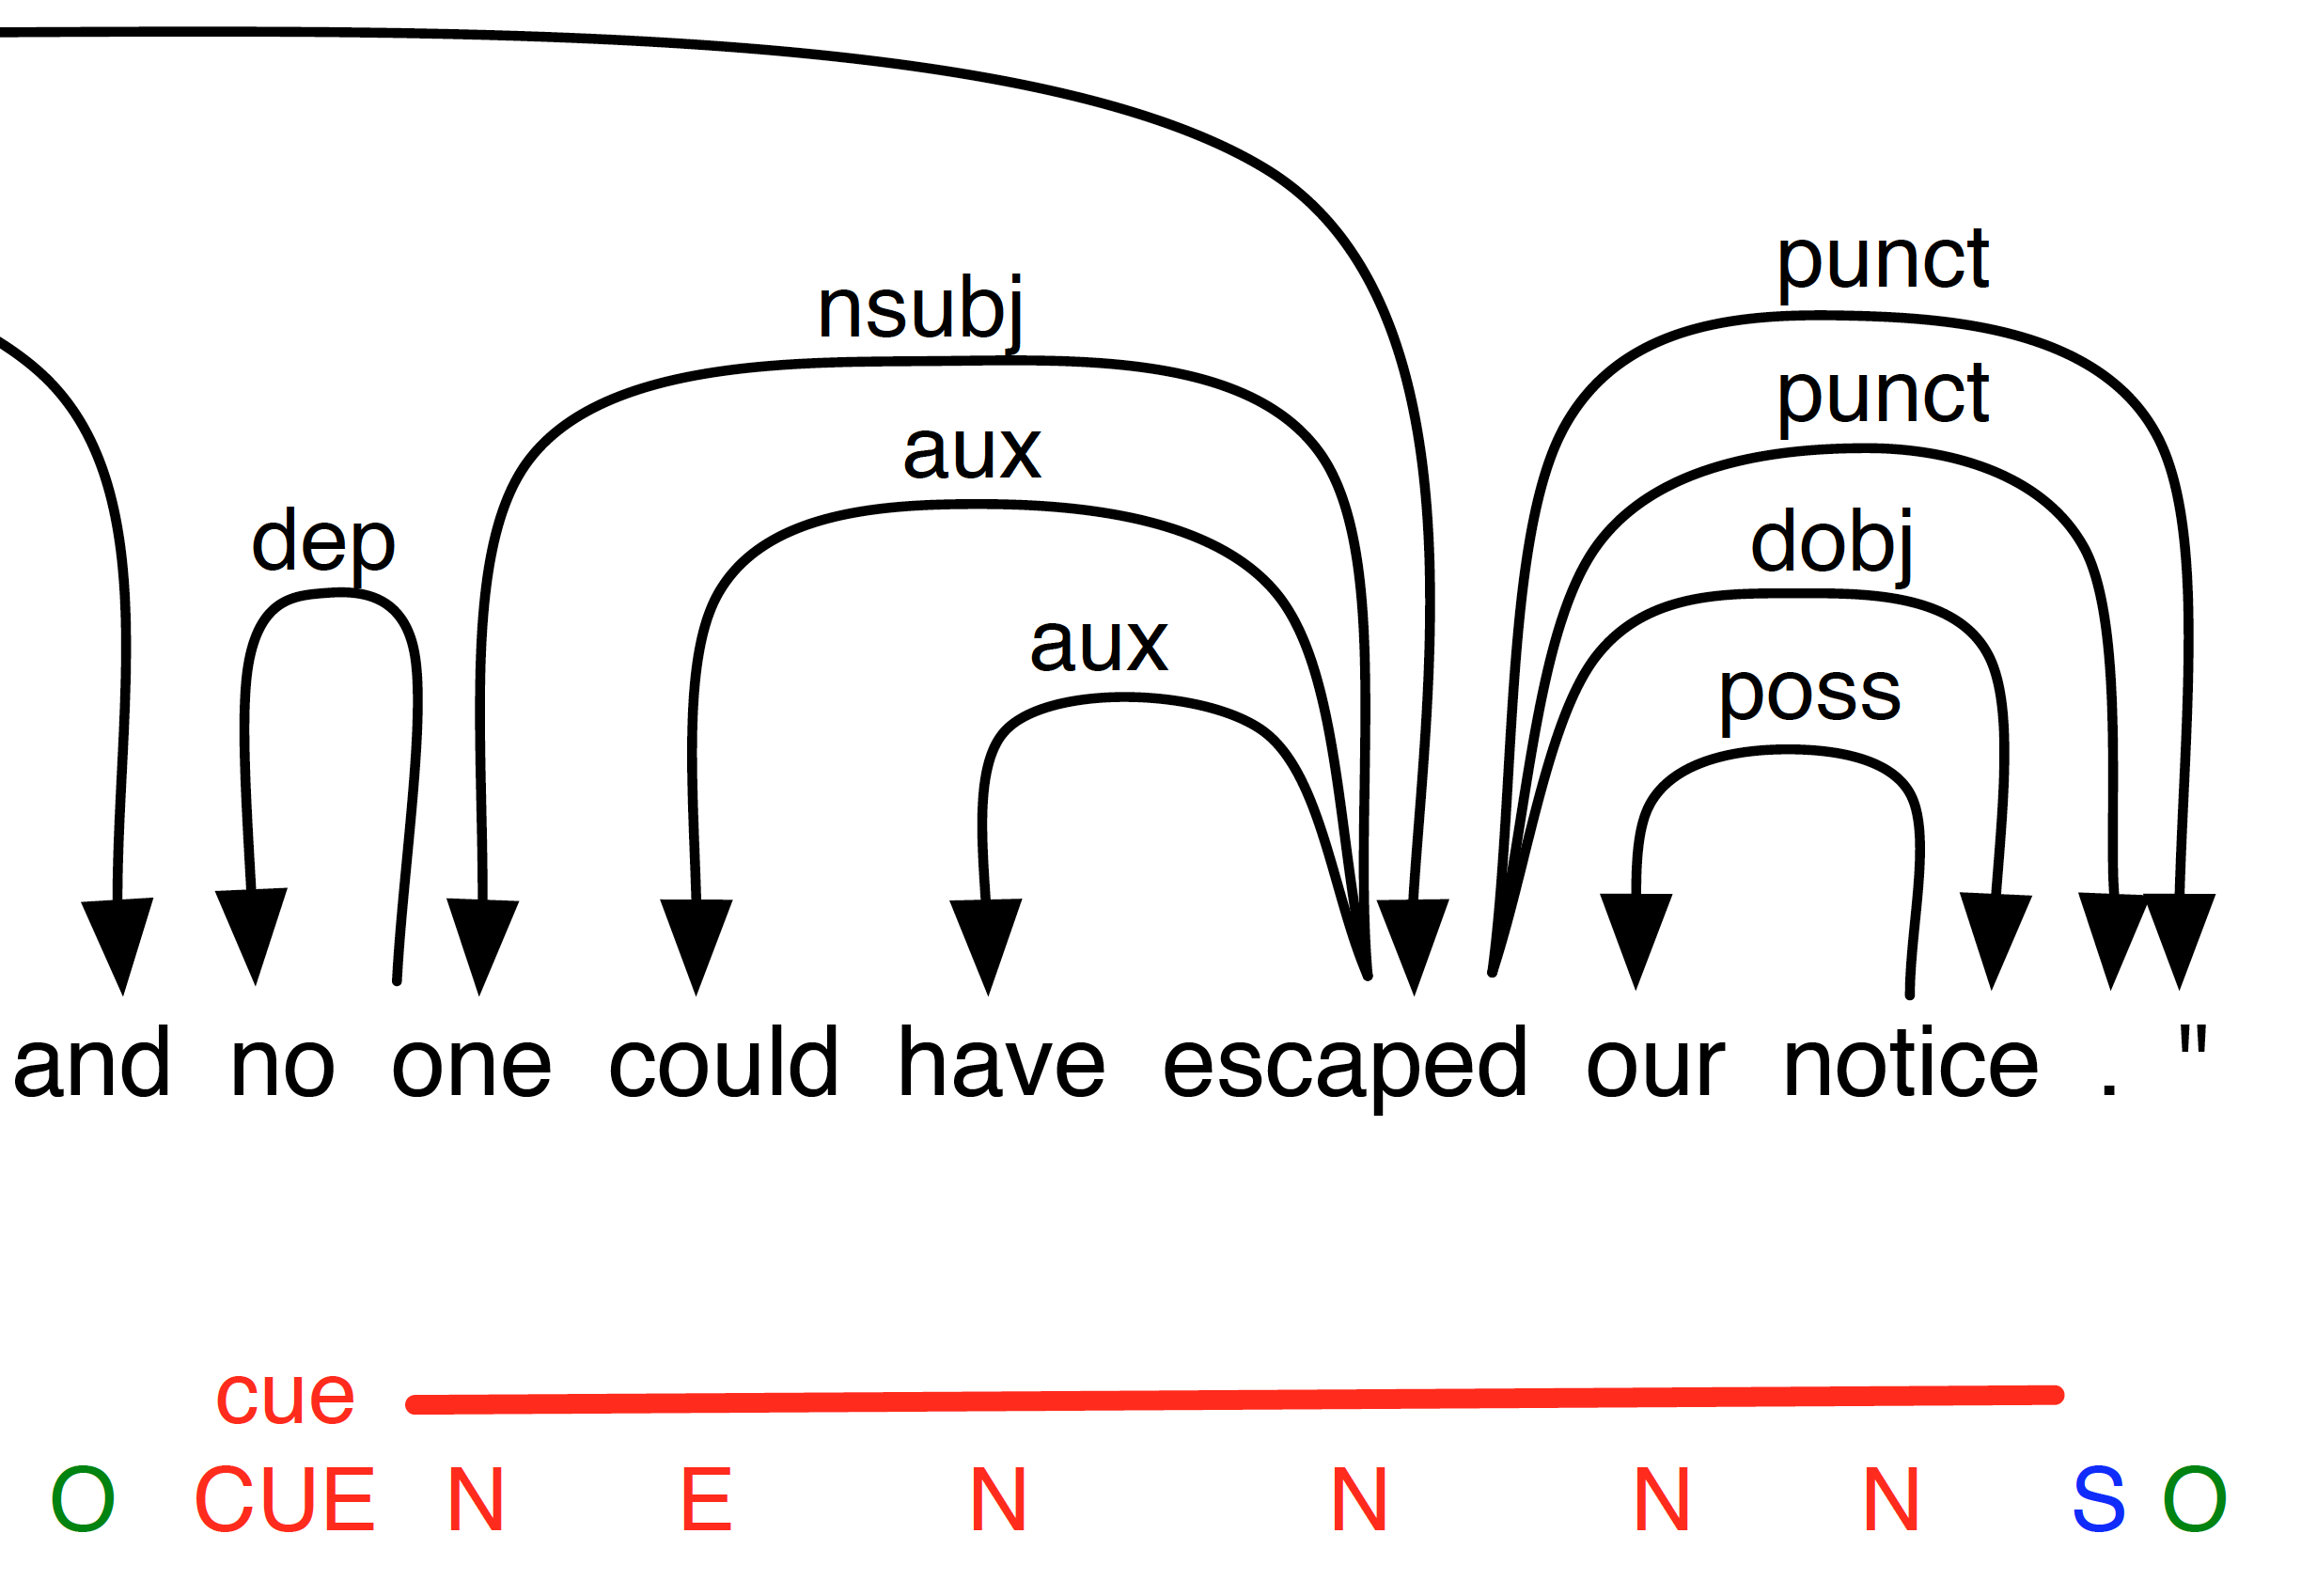 punct
nsubj
punct
aux
dep
dobj
aux
poss
and no one could have escaped our notice . "
cue
O CUE N E N N N N S O